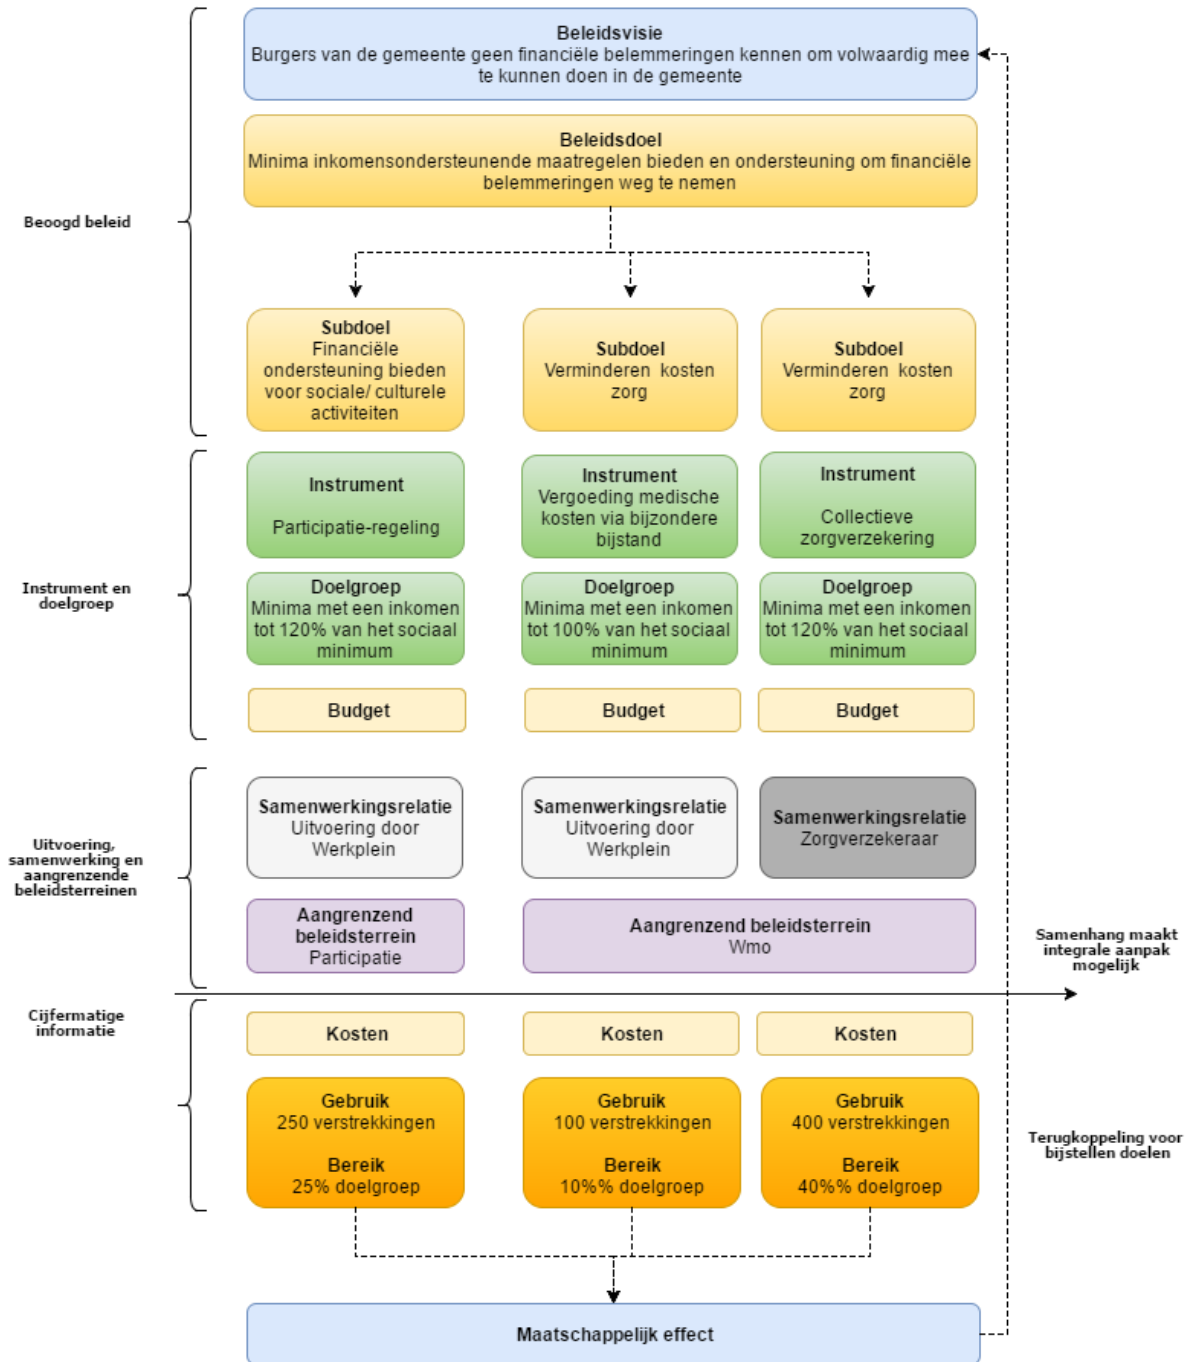 Beleidsvisie
Burgers van de gemeente geen financiële belemmeringen kennen om volwaardig mee
te kunnen doen in de gemeente
Beleidsdoel
Minima inkomensondersteunende maatregelen bieden en ondersteuning om financiële
belemmeringen weg te nemen
Beoogd beleid
Subdoel
Financiële
ondersteuning bieden
voor sociale/ culturele
activiteiten
Subdoel
Verminderen kosten
zorg
Subdoel
Verminderen kosten
zorg
Instrument en
doelgroep
Instrument
Participatie-regeling
Instrument
Vergoeding medische
kosten via bijzondere
bijstand
Instrument
Collectieve
zorgverzekering
Doelgroep
Minima met een inkomen
tot 120% van het sociaal
minimum
Doelgroep
Minima met een inkomen
tot 100% van het sociaal
minimum
Doelgroep
Minima met een inkomen
tot 120% van het sociaal
minimum
Budget
Budget
Budget
Uitvoering,
samenwerking en
aangrenzende
beleidsterreinen
Samenwerkingsrelatie
Uitvoering door
Werkplein
Samenwerkingsrelatie
Uitvoering door
Werkplein
Samenwerkingsrelatie
Zorgverzekeraar
Aangrenzend
beleidsterrein
Participatie
Aangrenzend beleidsterrein
Wmo
Samenhang maakt
integrale aanpak
mogelijk
Cijfermatige
informatie
Kosten
Kosten
Kosten
Gebruik
250 verstrekkingen
Bereik
25% doelgroep
Gebruik
100 verstrekkingen
Bereik
10%% doelgroep
Gebruik
400 verstrekkingen
Bereik
40%% doelgroep
Terugkoppeling voor
bijstellen doelen
Maatschappelijk effect